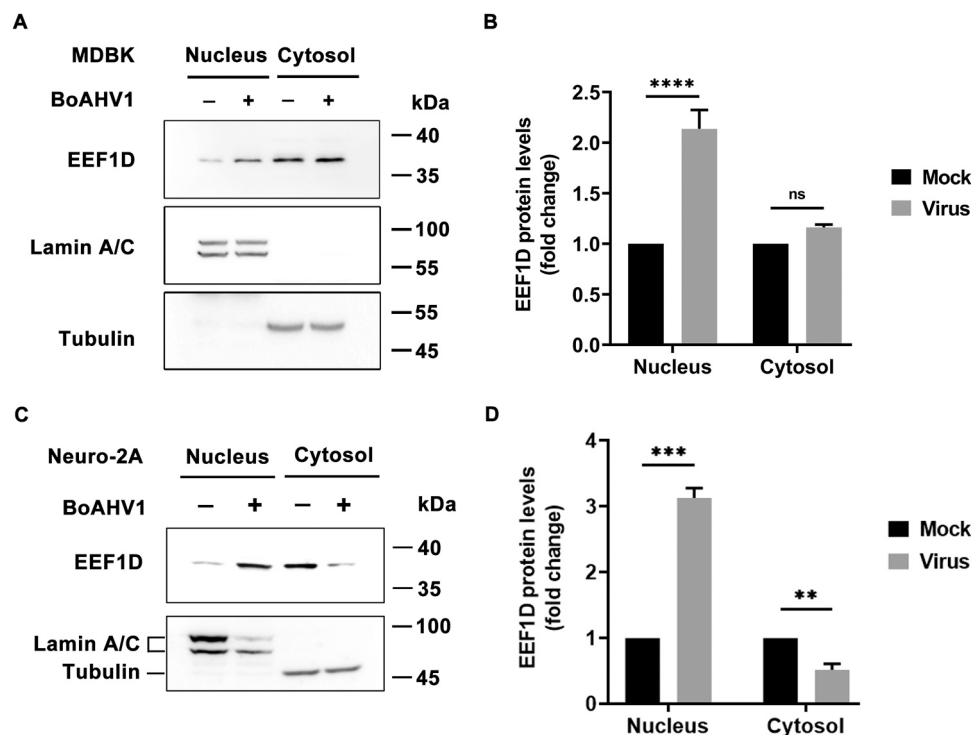 A
MDBK Nucleus Cytosol
BoAHV1 – + – + kDa
EEF1D
40
35
Lamin A/C
100
55
Tubulin
55
45
B
EEF1D protein levels
(fold change)
2.5
2.0
1.5
1.0
0.5
0.0
****
ns
Nucleus Cytosol
Mock
Virus
C
Neuro-2A Nucleus Cytosol
BoAHV1 – + – + kDa
EEF1D
40
35
Lamin A/C
Tubulin
100
45
D
EEF1D protein levels
(fold change)
4
3
2
1
0
***
**
Nucleus Cytosol
Mock
Virus